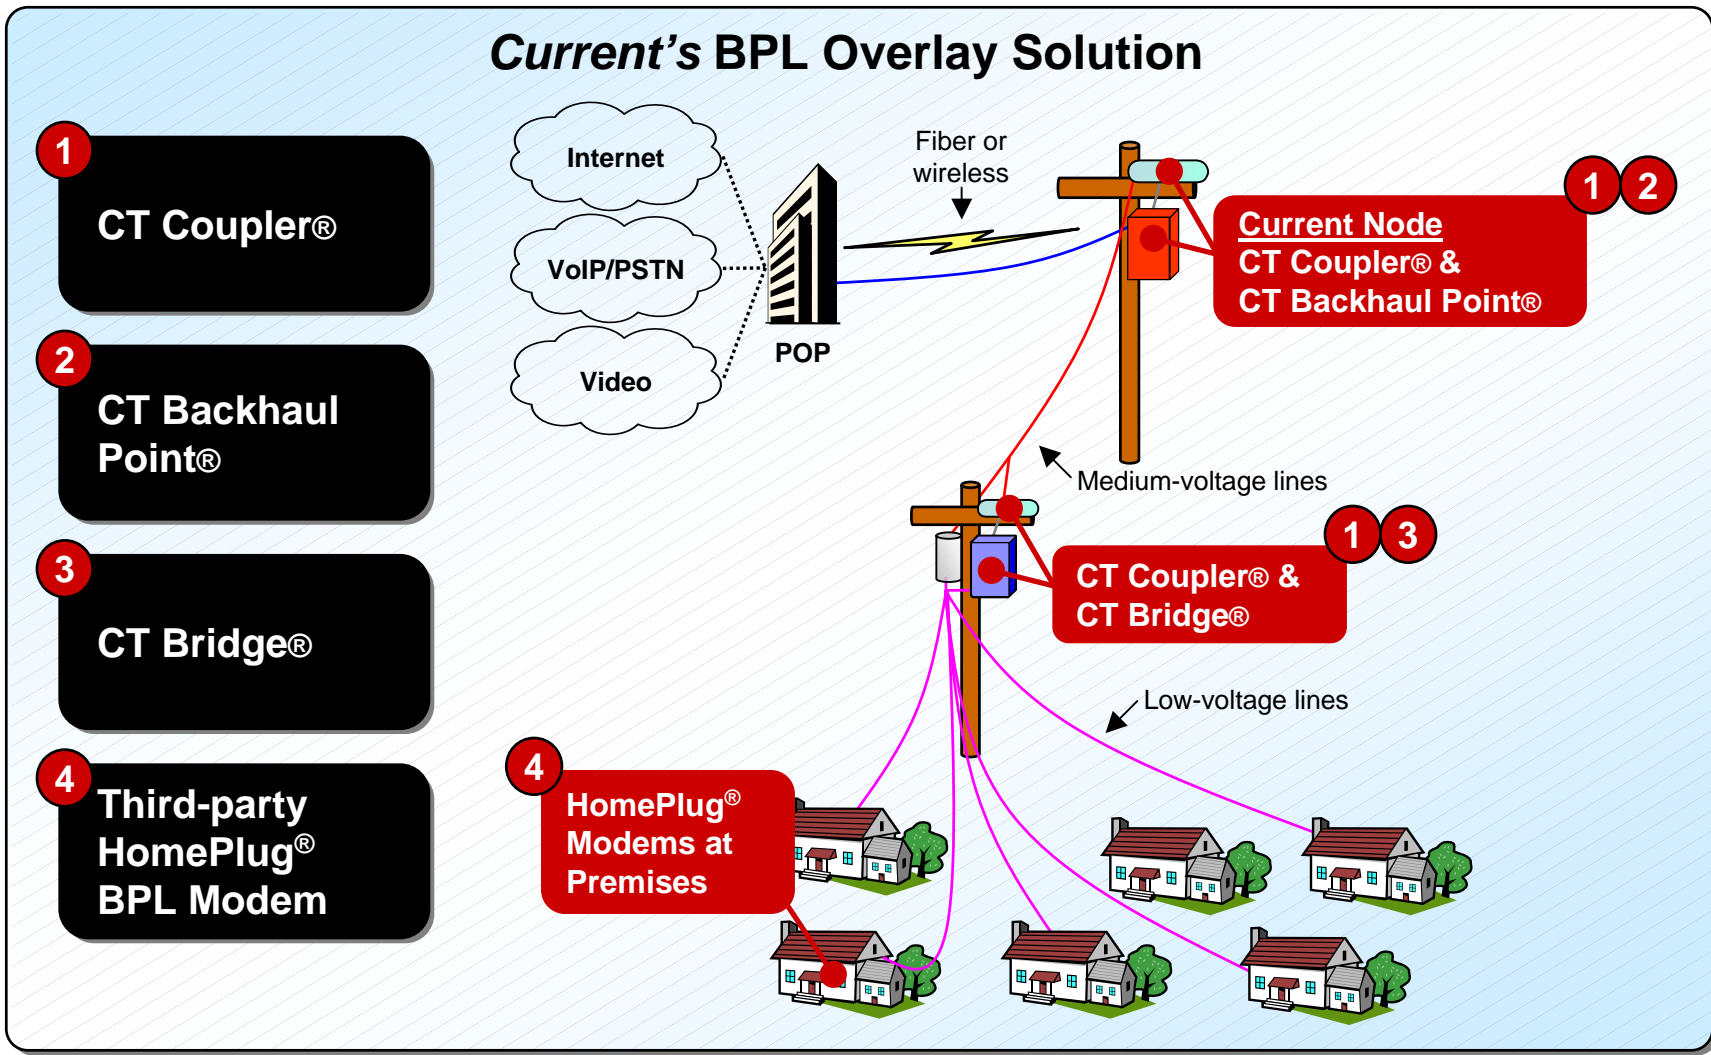 Current's BPL Overlay Solution
1
CT Coupler®
2
CT Backhaul
Point®
3
CT Bridge®
4
Third-party
HomePlug®
BPL Modem
Internet
VoIP/PSTN
Video
POP
Fiber or
wireless
1 2
Current Node
CT Coupler® &
CT Backhaul Point®
Medium-voltage lines
1 3
CT Coupler® &
CT Bridge®
Low-voltage lines
4
HomePlug®
Modems at
Premises